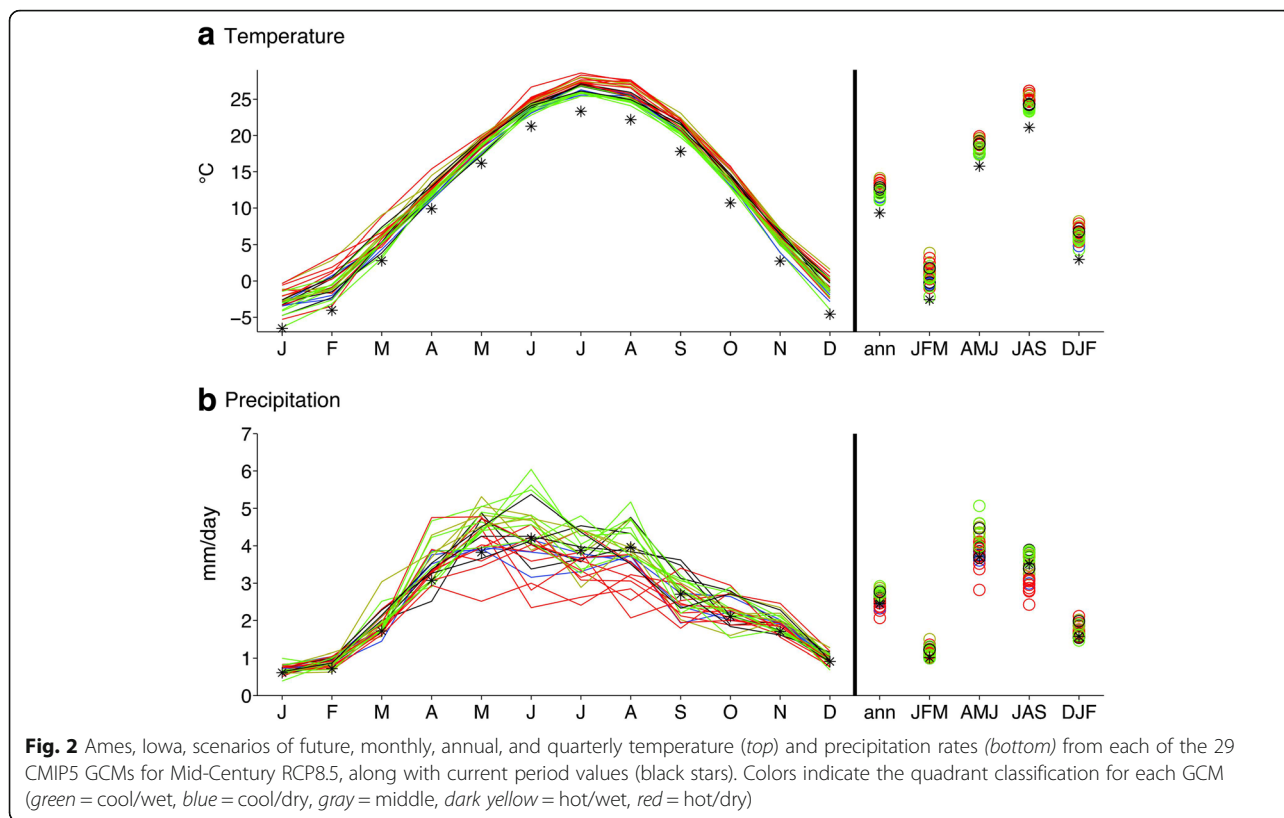 a Temperature
°C
25
20
15
10
5
0
−5
J F M A M J J A S O N D ann JFM AMJ JAS DJF
b Precipitation
mm/day
7
6
5
4
3
2
1
0
J F M A M J J A S O N D ann JFM AMJ JAS DJF
Fig. 2 Ames, Iowa, scenarios of future, monthly, annual, and quarterly temperature (top) and precipitation rates (bottom) from each of the 29
CMIP5 GCMs for Mid-Century RCP8.5, along with current period values (black stars). Colors indicate the quadrant classification for each GCM
(green = cool/wet, blue = cool/dry, gray = middle, dark yellow = hot/wet, red = hot/dry)